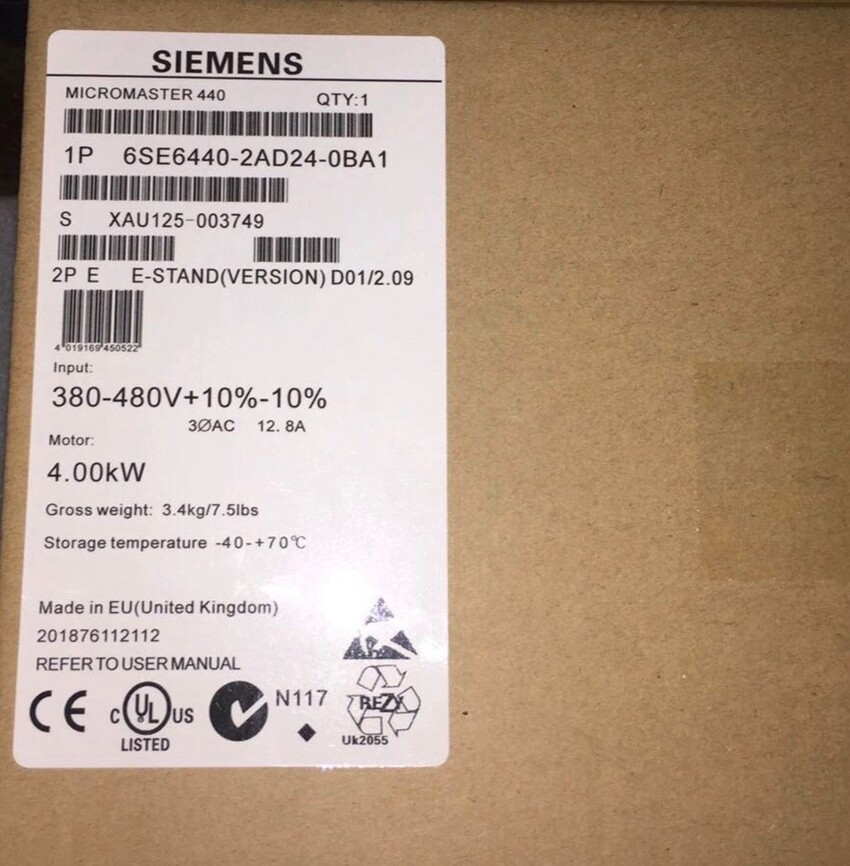 SIEMENS
MICROMASTER 440 QTY:1
1P 6SE6440-2AD24-0BA1
S XAU125-003749
2P E E-STAND(VERSION) D01/2.09
4 019169 450522
Input:
380-480V+10%-10%
3ØAC 12. 8A
Motor:
4.00kW
Gross weight: 3.4kg/7.5lbs
Storage temperature -40-+70℃
Made in EU(United Kingdom)
201876112112
REFER TO USER MANUAL
CE C UL US N117 REZY
LISTED Uk2055